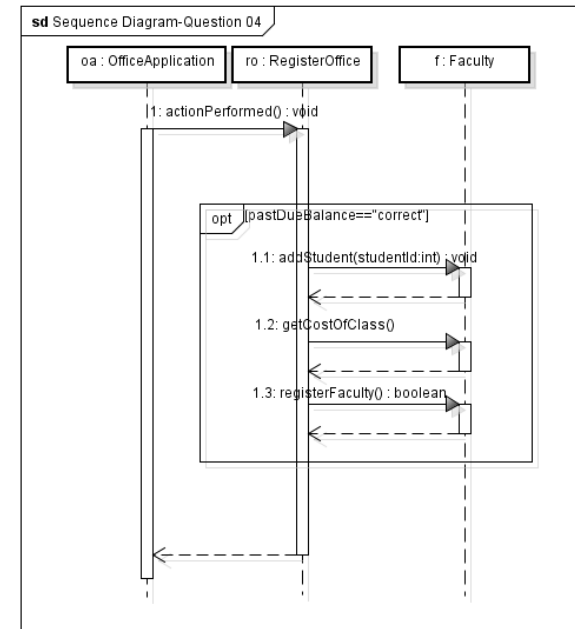 sd Sequence Diagram-Question 04
oa : OfficeApplication
ro : RegisterOffice
f : Faculty
1: actionPerformed() : void
opt
[pastDueBalance=="correct"]
1.1: addStudent(studentId:int) : void
1.2: getCostOfClass()
1.3: registerFaculty() : boolean